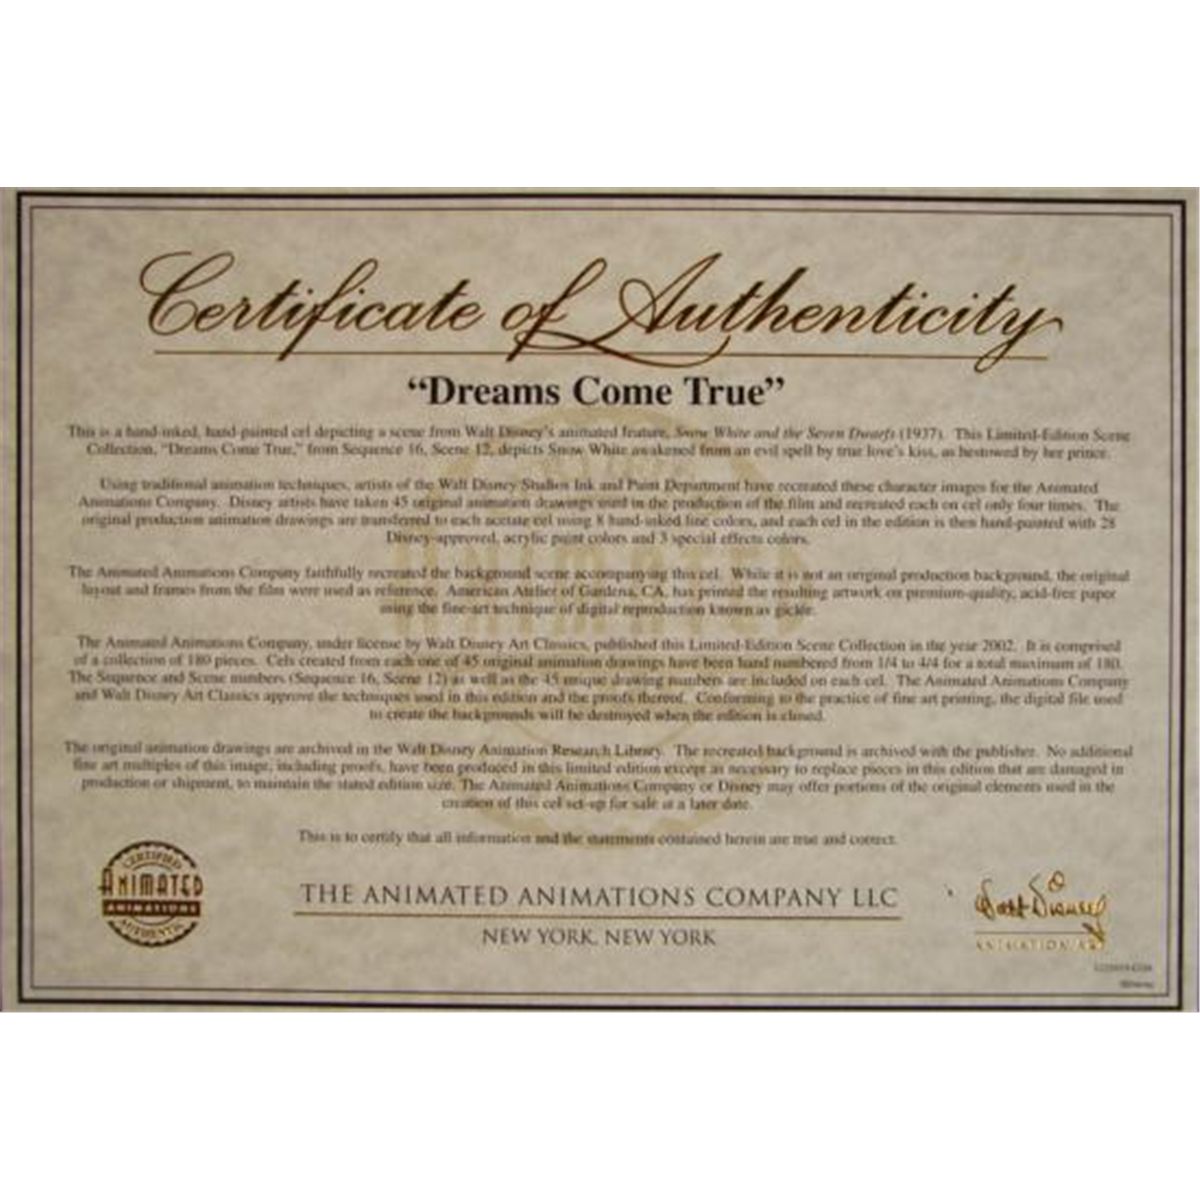 Certificate of Authenticity
“Dreams Come True”
This is a hand-inked, hand-painted cel depicting a scene from Walt Disney's animated feature, Snow White and the Seven Dwarfs (1937). This Limited-Edition Scene
Collection, "Dreams Come True," from Sequence 16, Scene 12, depicts Snow White awakened from an evil spell by true love's kiss, as bestowed by her prince.
Using traditional animation techniques, artists of the Walt Disney Studios Ink and Paint Department have recreated these character images for the Animated
Animations Company. Disney artists have taken 45 original animation drawings used in the production of the film and recreated each on cel only four times. The
original production animation drawings are transferred to each acetate cel using 8 hand-inked line colors, and each cel in the edition is then hand-painted with 28
Disney-approved, acrylic paint colors and 3 special effects colors.
The Animated Animations Company faithfully recreated the background scene accompanying this cel. While it is not an original production background, the original
layout and frames from the film were used as reference. American Atelier of Gardena, CA, has printed the resulting artwork on premium-quality, acid-free paper
using the fine-art technique of digital reproduction known as giclée.
The Animated Animations Company, under license by Walt Disney Art Classics, published this Limited-Edition Scene Collection in the year 2002. It is comprised
of a collection of 180 pieces. Cels created from each one of 45 original animation drawings have been hand numbered from 1/4 to 4/4 for a total maximum of 180.
The Sequence and Scene numbers (Sequence 16, Scene 12) as well as the 45 unique drawing numbers are included on each cel. The Animated Animations Company
and Walt Disney Art Classics approve the techniques used in this edition and the proofs thereof. Conforming to the practice of fine art printing, the digital file used
to create the backgrounds will be destroyed when the edition is closed.
The original animation drawings are archived in the Walt Disney Animation Research Library. The recreated background is archived with the publisher. No additional
fine art multiples of this image, including proofs, have been produced in this limited edition except as necessary to replace pieces in this edition that are damaged in
production or shipment, to maintain the stated edition size. The Animated Animations Company or Disney may offer portions of the original elements used in the
creation of this cel set-up for sale at a later date.
This is to certify that all information and the statements contained herein are true and correct.
CERTIFIED
ANIMATED
ANIMATIONS
AUTHENTIC
THE ANIMATED ANIMATIONS COMPANY LLC
NEW YORK, NEW YORK
Walt Disney
ANIMATION ART
©Disney